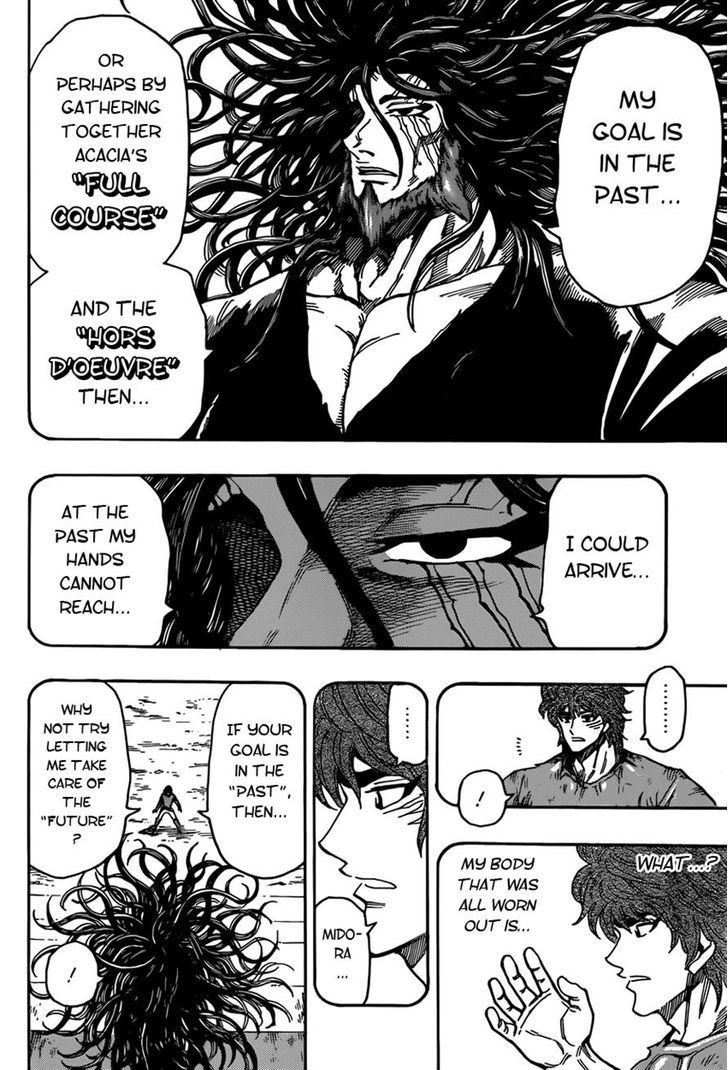 MY
GOAL IS
IN THE
PAST...
OR
PERHAPS BY
GATHERING
TOGETHER
ACACIA'S
"FULL
COURSE"
AND THE
"HORS
D'OEUVRE"
THEN...
I COULD
ARRIVE...
AT THE
PAST MY
HANDS
CANNOT
REACH...
........
!
WHAT...?
MY BODY
THAT WAS
ALL WORN
OUT IS...
......
MIDO-
RA
...
IF YOUR
GOAL IS
IN THE
"PAST",
THEN...
WHY
NOT TRY
LETTING
ME TAKE
CARE OF
THE
"FUTURE"
?
!